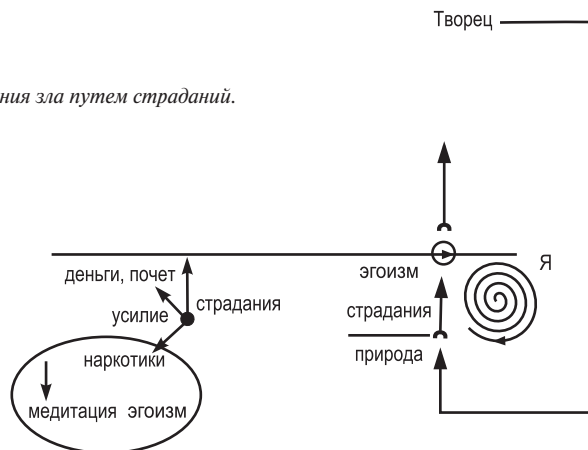 Творец
ния зла путем страданий.
эгоизм
Я
деньги, почет
страдания
усилие
страдания
природа
наркотики
медитация эгоизм